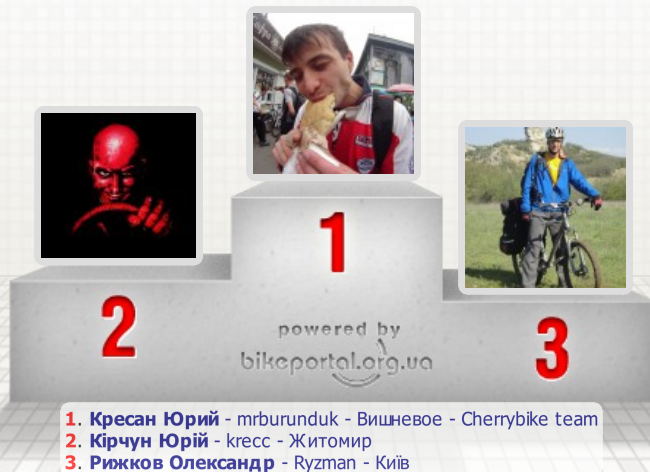 1
2
3
powered by
bikeportal.org.ua
1. Кресан Юрий - mrburunduk - Вишневое - Cherrybike team
2. Кірчун Юрій - krecc - Житомир
3. Рижков Олександр - Ryzman - Київ